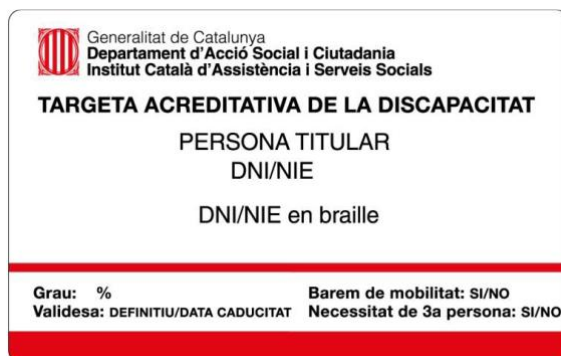 Generalitat de Catalunya
Departament d'Acció Social i Ciutadania
Institut Català d'Assistència i Serveis Socials
TARGETA ACREDITATIVA DE LA DISCAPACITAT
PERSONA TITULAR
DNI/NIE
DNI/NIE en braille
Grau: %
Barem de mobilitat: SI/NO
Validesa: DEFINITIU/DATA CADUCITAT
Necessitat de 3a persona: SI/NO